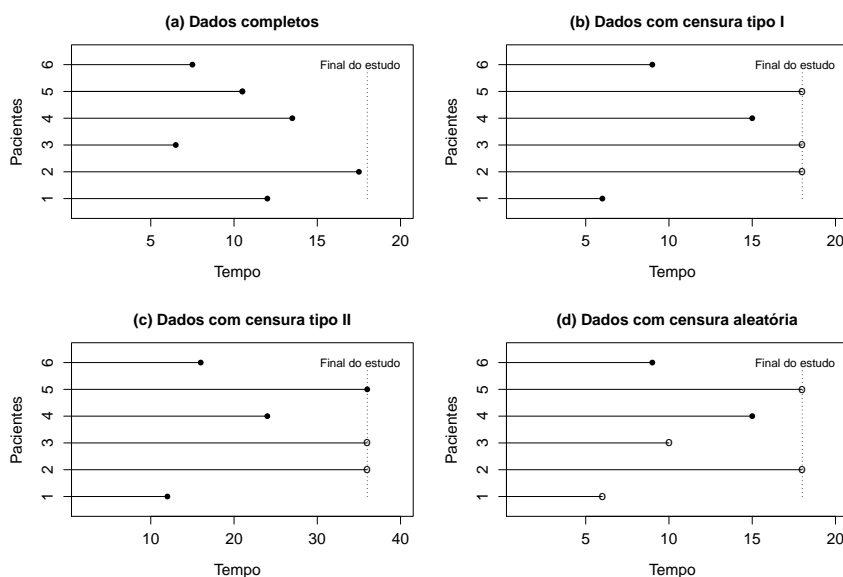 (a) Dados completos
Final do estudo
Pacientes
6
5
4
3
2
1
5 10 15 20
Tempo
(b) Dados com censura tipo I
Final do estudo
Pacientes
6
5
4
3
2
1
5 10 15 20
Tempo
(c) Dados com censura tipo II
Final do estudo
Pacientes
6
5
4
3
2
1
10 20 30 40
Tempo
(d) Dados com censura aleatória
Final do estudo
Pacientes
6
5
4
3
2
1
5 10 15 20
Tempo